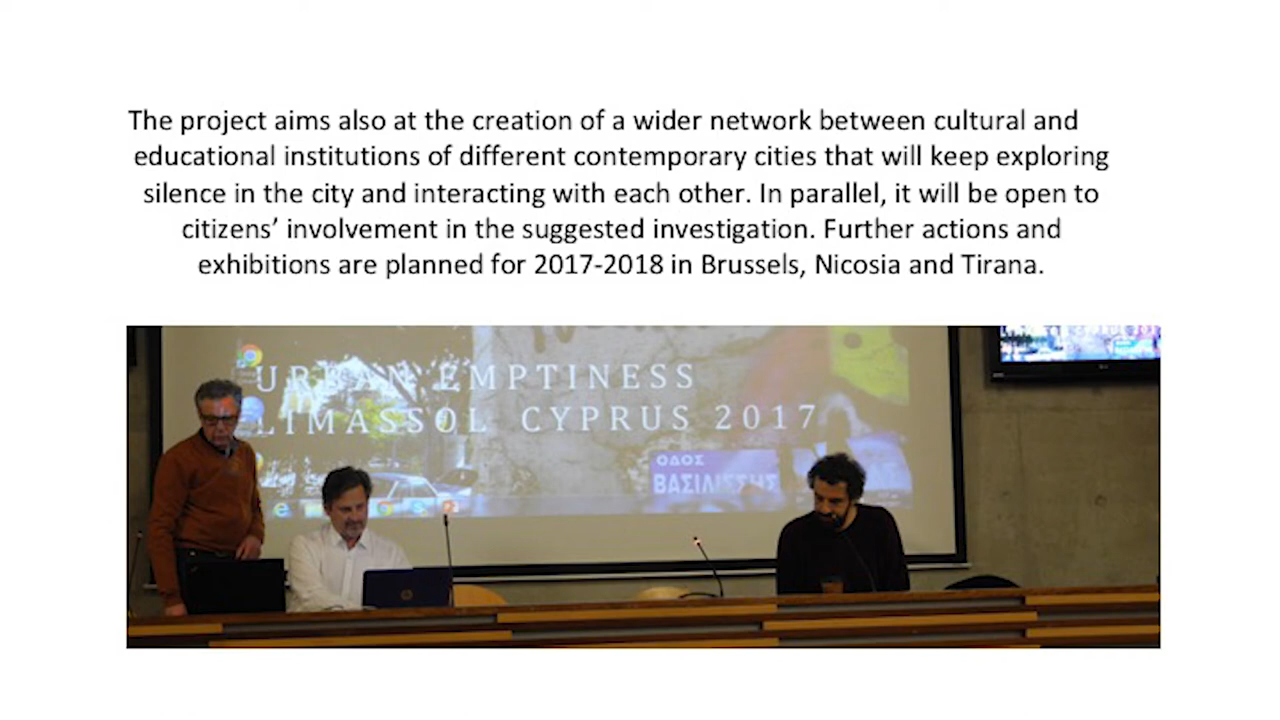 The project aims also at the creation of a wider network between cultural and
educational institutions of different contemporary cities that will keep exploring
silence in the city and interacting with each other. In parallel, it will be open to
citizens’ involvement in the suggested investigation. Further actions and
exhibitions are planned for 2017-2018 in Brussels, Nicosia and Tirana.
URBAN EMPTINESS
LIMASSOL CYPRUS 2017
ΟΔΟΣ
ΒΑΣΙΛΙΣΣΗΣ